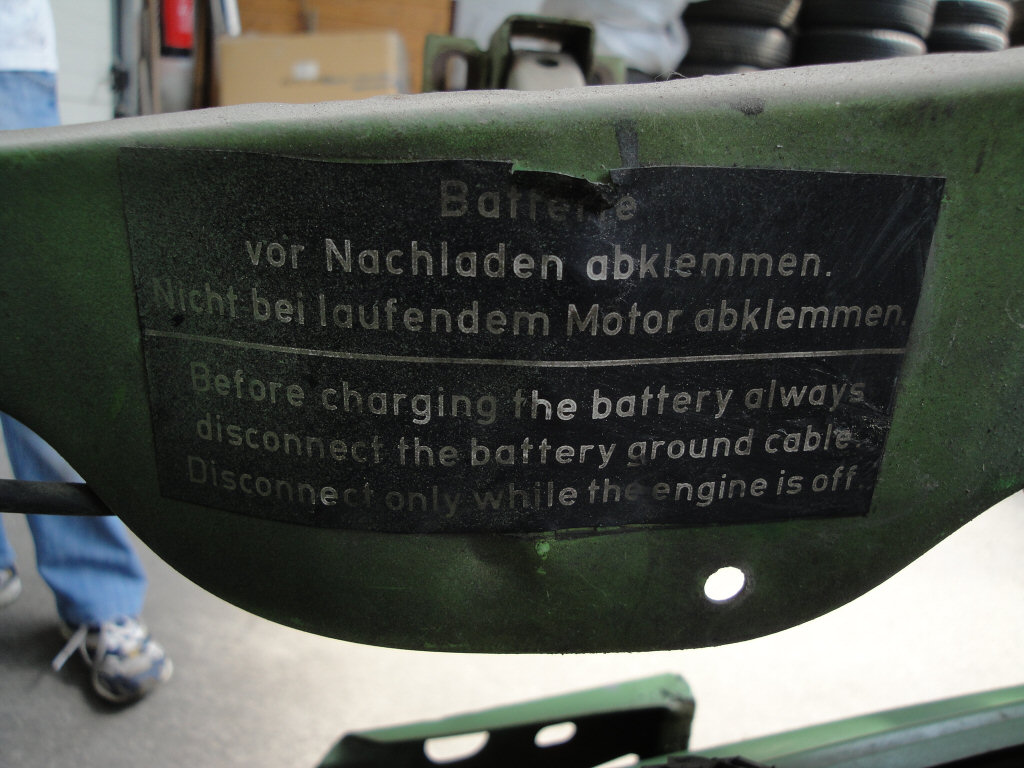 Batterie
vor Nachladen abklemmen.
Nicht bei laufendem Motor abklemmen.
Before charging the battery always
disconnect the battery ground cable.
Disconnect only while the engine is off.